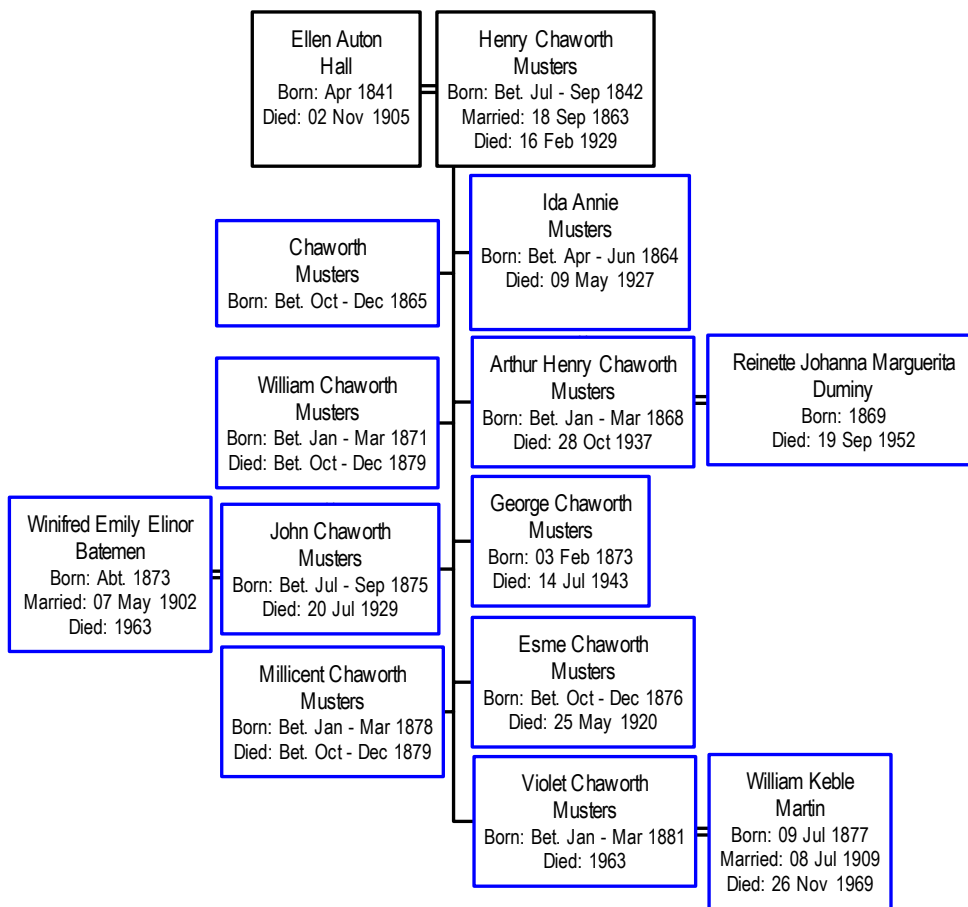 Ellen Auton
Hall
Born: Apr 1841
Died: 02 Nov 1905
Henry Chaworth
Musters
Born: Bet. Jul - Sep 1842
Married: 18 Sep 1863
Died: 16 Feb 1929
Ida Annie
Musters
Born: Bet. Apr - Jun 1864
Died: 09 May 1927
Chaworth
Musters
Born: Bet. Oct - Dec 1865
Arthur Henry Chaworth
Musters
Born: Bet. Jan - Mar 1868
Died: 28 Oct 1937
Reinette Johanna Marguerita
Duminy
Born: 1869
Died: 19 Sep 1952
William Chaworth
Musters
Born: Bet. Jan - Mar 1871
Died: Bet. Oct - Dec 1879
George Chaworth
Musters
Born: 03 Feb 1873
Died: 14 Jul 1943
Winifred Emily Elinor
Batemen
Born: Abt. 1873
Married: 07 May 1902
Died: 1963
John Chaworth
Musters
Born: Bet. Jul - Sep 1875
Died: 20 Jul 1929
Esme Chaworth
Musters
Born: Bet. Oct - Dec 1876
Died: 25 May 1920
Millicent Chaworth
Musters
Born: Bet. Jan - Mar 1878
Died: Bet. Oct - Dec 1879
Violet Chaworth
Musters
Born: Bet. Jan - Mar 1881
Died: 1963
William Keble
Martin
Born: 09 Jul 1877
Married: 08 Jul 1909
Died: 26 Nov 1969